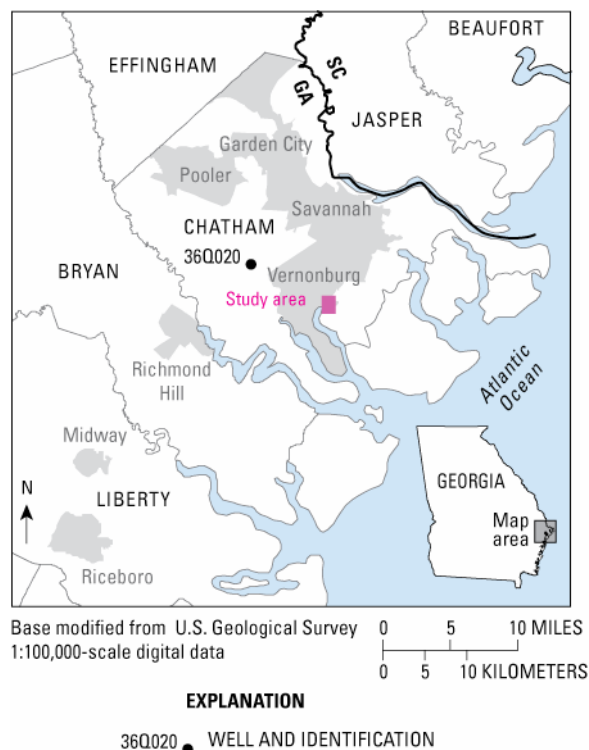 BEAUFORT
EFFINGHAM
SC
GA
JASPER
Garden City
Pooler
Savannah
CHATHAM
36Q020
BRYAN
Vernonburg
Study area
Richmond
Hill
Atlantic
Ocean
Midway
N
LIBERTY
GEORGIA
Map
area
Riceboro
Base modified from U.S. Geological Survey
1:100,000-scale digital data
0 5 10 MILES
0 5 10 KILOMETERS
EXPLANATION
36Q020 WELL AND IDENTIFICATION